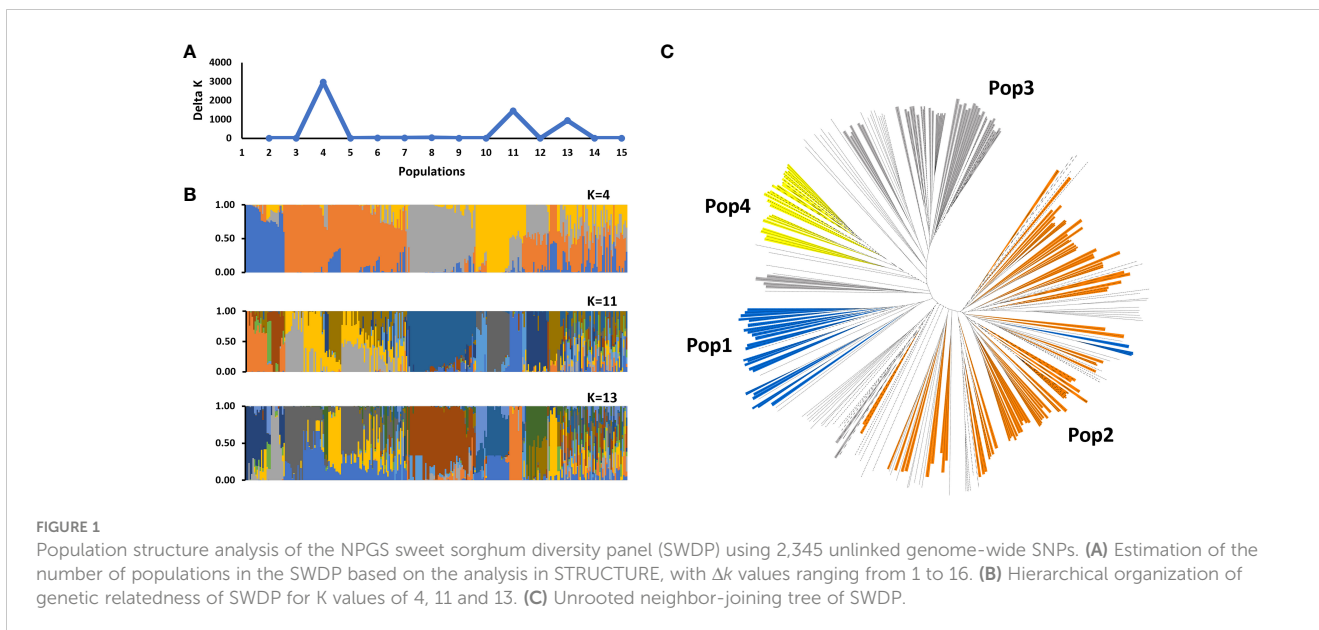 A
4000
3000
2000
1000
0
Delta K
1 2 3 4 5 6 7 8 9 10 11 12 13 14 15
Populations
B
K=4
1.00
0.50
0.00
K=11
1.00
0.50
0.00
K=13
1.00
0.50
0.00
C
Pop3
Pop4
Pop1
Pop2
FIGURE 1
Population structure analysis of the NPGS sweet sorghum diversity panel (SWDP) using 2,345 unlinked genome-wide SNPs. (A) Estimation of the
number of populations in the SWDP based on the analysis in STRUCTURE, with Δk values ranging from 1 to 16. (B) Hierarchical organization of
genetic relatedness of SWDP for K values of 4, 11 and 13. (C) Unrooted neighbor-joining tree of SWDP.